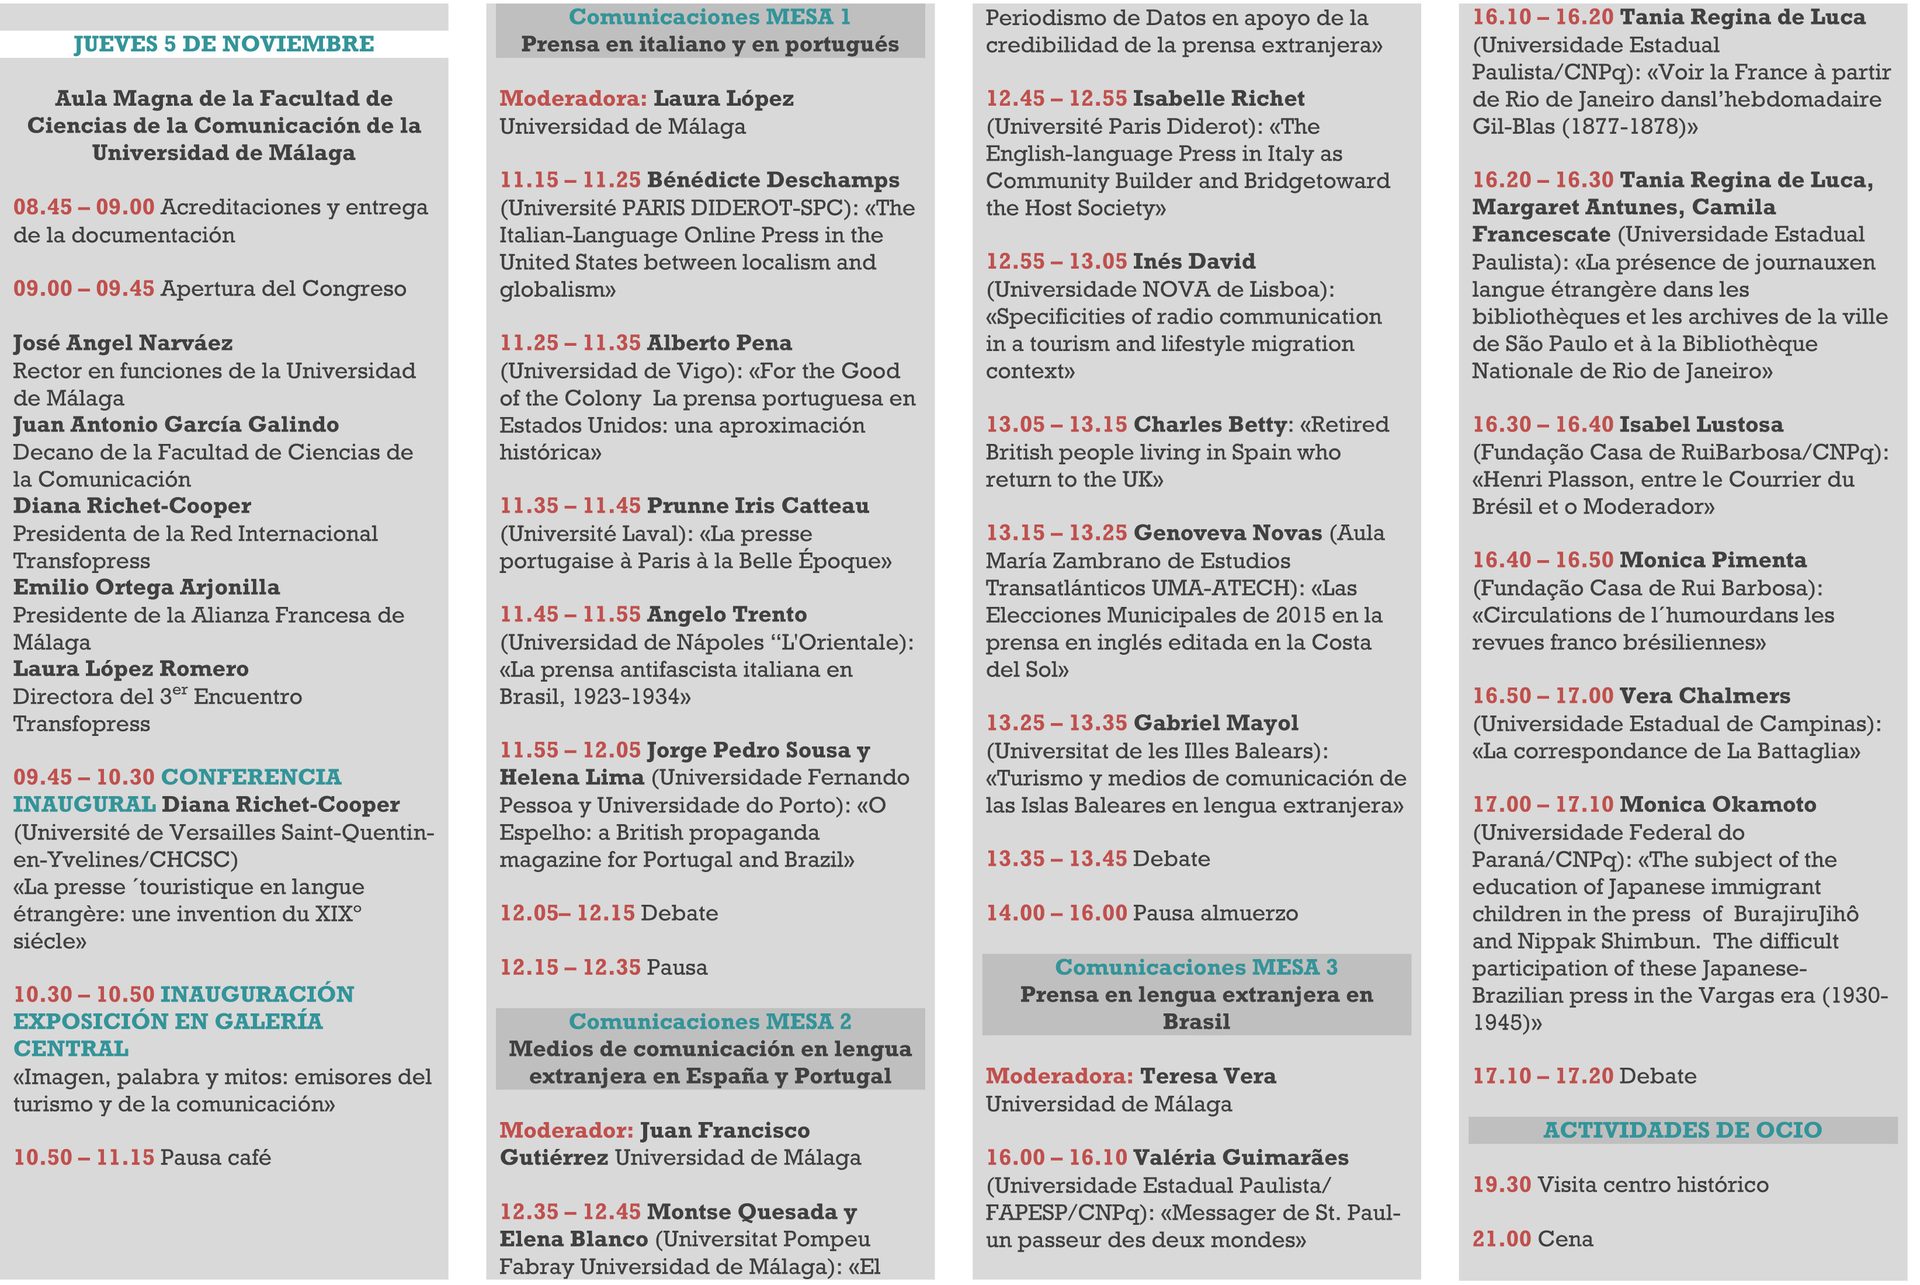 JUEVES 5 DE NOVIEMBRE
Aula Magna de la Facultad de
Ciencias de la Comunicación de la
Universidad de Málaga
08.45 – 09.00 Acreditaciones y entrega
de la documentación
09.00 – 09.45 Apertura del Congreso
José Angel Narváez
Rector en funciones de la Universidad
de Málaga
Juan Antonio García Galindo
Decano de la Facultad de Ciencias de
la Comunicación
Diana Richet-Cooper
Presidenta de la Red Internacional
Transfopress
Emilio Ortega Arjonilla
Presidente de la Alianza Francesa de
Málaga
Laura López Romero
Directora del 3er Encuentro
Transfopress
09.45 – 10.30 CONFERENCIA
INAUGURAL Diana Richet-Cooper
(Université de Versailles Saint-Quentin-
en-Yvelines/CHCSC)
«La presse ´touristique en langue
étrangère: une invention du XIXº
siécle»
10.30 – 10.50 INAUGURACIÓN
EXPOSICIÓN EN GALERÍA
CENTRAL
«Imagen, palabra y mitos: emisores del
turismo y de la comunicación»
10.50 – 11.15 Pausa café
Comunicaciones MESA 1
Prensa en italiano y en portugués
Moderadora: Laura López
Universidad de Málaga
11.15 – 11.25 Bénédicte Deschamps
(Université PARIS DIDEROT-SPC): «The
Italian-Language Online Press in the
United States between localism and
globalism»
11.25 – 11.35 Alberto Pena
(Universidad de Vigo): «For the Good
of the Colony  La prensa portuguesa en
Estados Unidos: una aproximación
histórica»
11.35 – 11.45 Prunne Iris Catteau
(Université Laval): «La presse
portugaise à Paris à la Belle Époque»
11.45 – 11.55 Angelo Trento
(Universidad de Nápoles “L'Orientale):
«La prensa antifascista italiana en
Brasil, 1923-1934»
11.55 – 12.05 Jorge Pedro Sousa y
Helena Lima (Universidade Fernando
Pessoa y Universidade do Porto): «O
Espelho: a British propaganda
magazine for Portugal and Brazil»
12.05– 12.15 Debate
12.15 – 12.35 Pausa
Comunicaciones MESA 2
Medios de comunicación en lengua
extranjera en España y Portugal
Moderador: Juan Francisco
Gutiérrez Universidad de Málaga
12.35 – 12.45 Montse Quesada y
Elena Blanco (Universitat Pompeu
Fabray Universidad de Málaga): «El
Periodismo de Datos en apoyo de la
credibilidad de la prensa extranjera»
12.45 – 12.55 Isabelle Richet
(Université Paris Diderot): «The
English-language Press in Italy as
Community Builder and Bridgetoward
the Host Society»
12.55 – 13.05 Inés David
(Universidade NOVA de Lisboa):
«Specificities of radio communication
in a tourism and lifestyle migration
context»
13.05 – 13.15 Charles Betty: «Retired
British people living in Spain who
return to the UK»
13.15 – 13.25 Genoveva Novas (Aula
María Zambrano de Estudios
Transatlánticos UMA-ATECH): «Las
Elecciones Municipales de 2015 en la
prensa en inglés editada en la Costa
del Sol»
13.25 – 13.35 Gabriel Mayol
(Universitat de les Illes Balears):
«Turismo y medios de comunicación de
las Islas Baleares en lengua extranjera»
13.35 – 13.45 Debate
14.00 – 16.00 Pausa almuerzo
Comunicaciones MESA 3
Prensa en lengua extranjera en
Brasil
Moderadora: Teresa Vera
Universidad de Málaga
16.00 – 16.10 Valéria Guimarães
(Universidade Estadual Paulista/
FAPESP/CNPq): «Messager de St. Paul-
un passeur des deux mondes»
16.10 – 16.20 Tania Regina de Luca
(Universidade Estadual
Paulista/CNPq): «Voir la France à partir
de Rio de Janeiro dansl’hebdomadaire
Gil-Blas (1877-1878)»
16.20 – 16.30 Tania Regina de Luca,
Margaret Antunes, Camila
Francescate (Universidade Estadual
Paulista): «La présence de journauxen
langue étrangère dans les
bibliothèques et les archives de la ville
de São Paulo et à la Bibliothèque
Nationale de Rio de Janeiro»
16.30 – 16.40 Isabel Lustosa
(Fundação Casa de RuiBarbosa/CNPq):
«Henri Plasson, entre le Courrier du
Brésil et o Moderador»
16.40 – 16.50 Monica Pimenta
(Fundação Casa de Rui Barbosa):
«Circulations de l´humourdans les
revues franco brésiliennes»
16.50 – 17.00 Vera Chalmers
(Universidade Estadual de Campinas):
«La correspondance de La Battaglia»
17.00 – 17.10 Monica Okamoto
(Universidade Federal do
Paraná/CNPq): «The subject of the
education of Japanese immigrant
children in the press  of  BurajiruJihô
and Nippak Shimbun.  The difficult
participation of these Japanese-
Brazilian press in the Vargas era (1930-
1945)»
17.10 – 17.20 Debate
ACTIVIDADES DE OCIO
19.30 Visita centro histórico
21.00 Cena